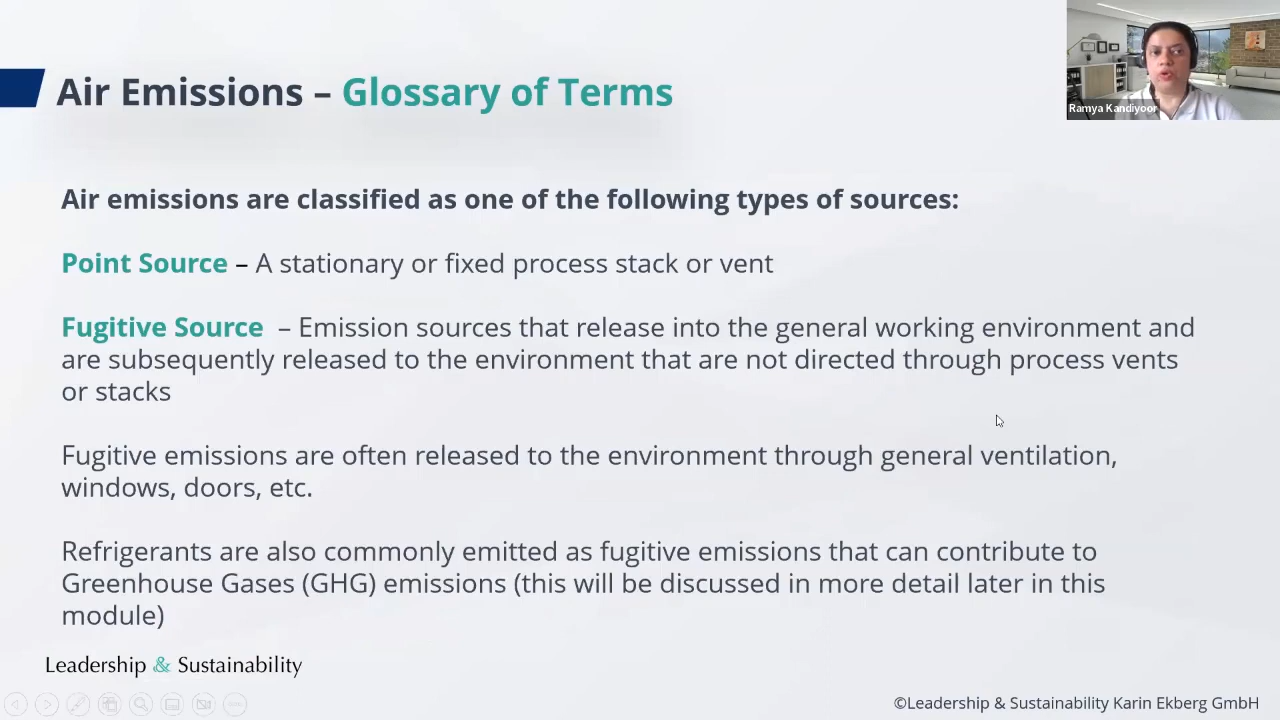 Ramya Kandiyoor
Air Emissions – Glossary of Terms
Air emissions are classified as one of the following types of sources:
Point Source – A stationary or fixed process stack or vent
Fugitive Source – Emission sources that release into the general working environment and
are subsequently released to the environment that are not directed through process vents
or stacks
Fugitive emissions are often released to the environment through general ventilation,
windows, doors, etc.
Refrigerants are also commonly emitted as fugitive emissions that can contribute to
Greenhouse Gases (GHG) emissions (this will be discussed in more detail later in this
module)
Leadership & Sustainability
©Leadership & Sustainability Karin Ekberg GmbH